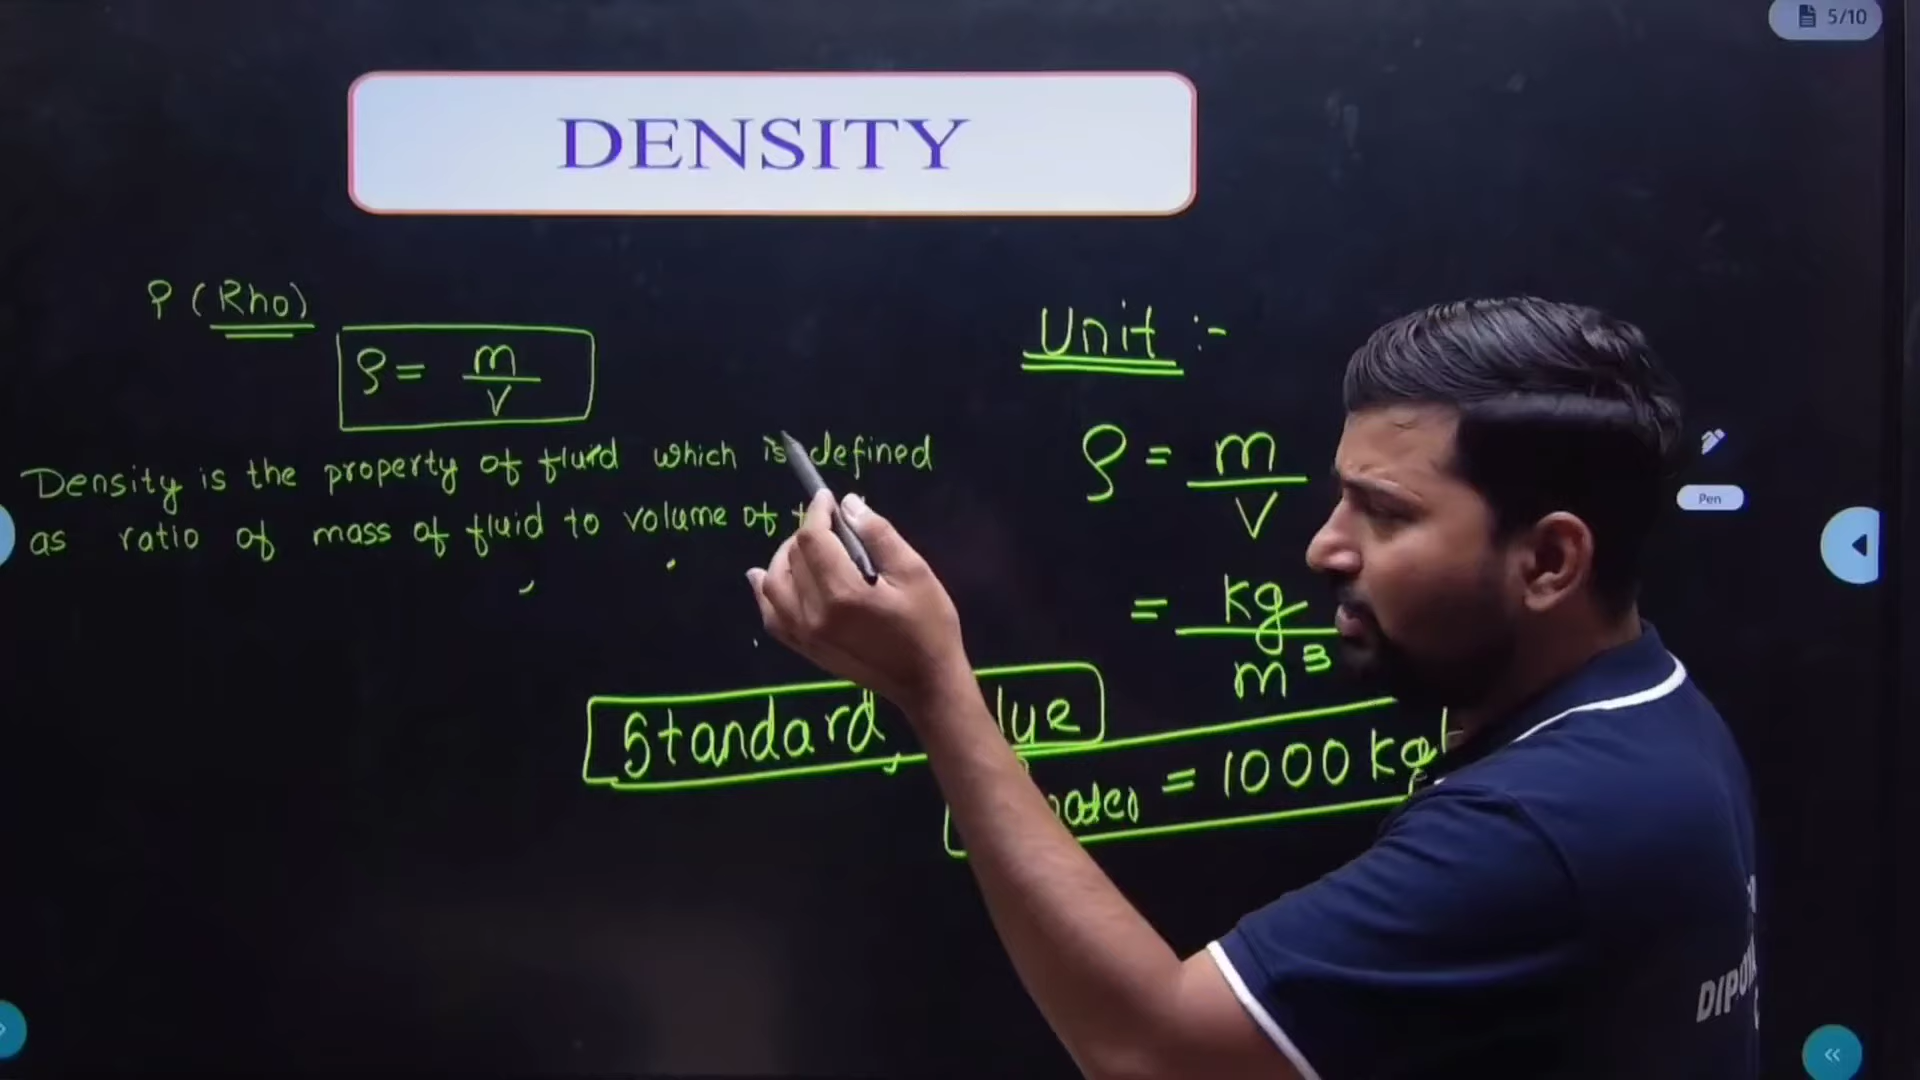 5/10
DENSITY
ρ (Rho)
ρ = m/V
Density is the property of fluid which is defined
as ratio of mass of fluid to volume of
Unit :-
ρ = m/V
= kg/m³
Standard
= 1000 kg
Pen